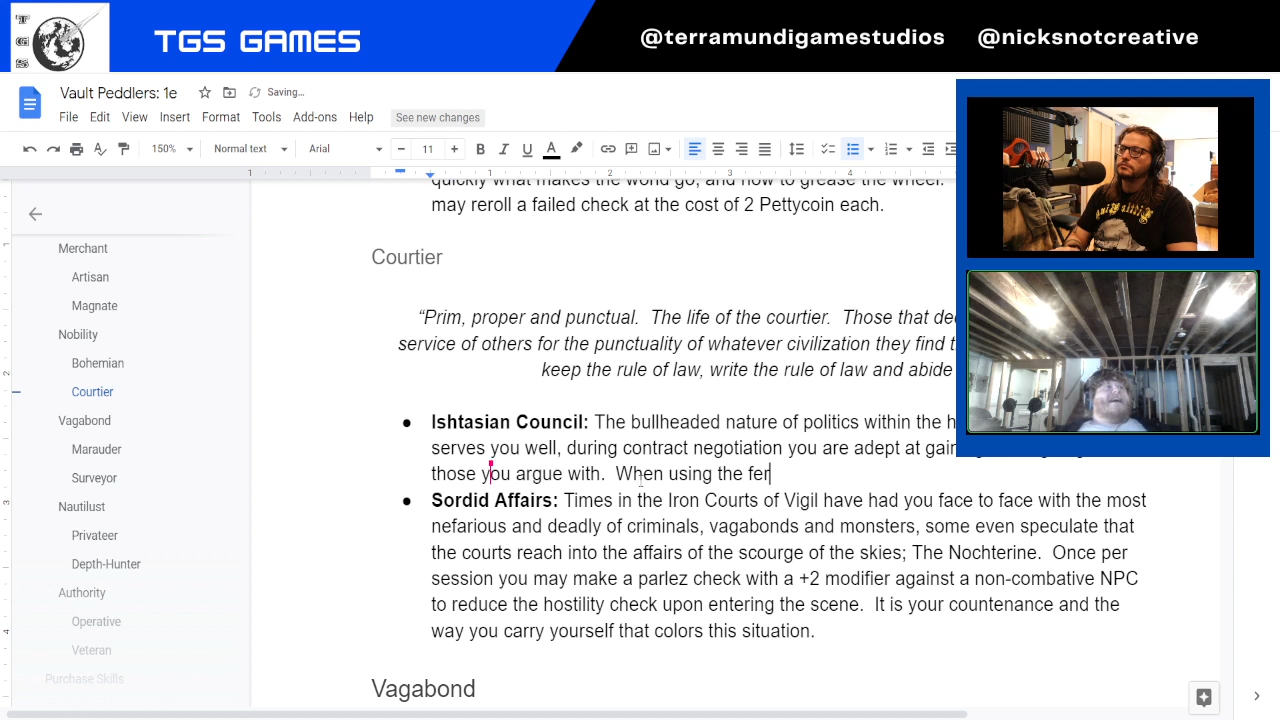 TGS
TGS GAMES
@terramundigamestudios @nicksnotcreative
Vault Peddlers: 1e Saving…
File Edit View Insert Format Tools Add-ons Help See new changes
150% Normal text Arial 11 B I U A
1 1 2 3 4
quickly what makes the world go, and how to grease the wheel.
may reroll a failed check at the cost of 2 Pettycoin each.
Merchant
Artisan
Magnate
Nobility
Bohemian
Courtier
Vagabond
Marauder
Surveyor
Nautilust
Privateer
Depth-Hunter
Authority
Operative
Veteran
Purchase Skills
Courtier
“Prim, proper and punctual. The life of the courtier. Those that
service of others for the punctuality of whatever civilization they find
keep the rule of law, write the rule of law and abide
● Ishtasian Council: The bullheaded nature of politics within the
serves you well, during contract negotiation you are adept at
those you argue with. When using the fer
● Sordid Affairs: Times in the Iron Courts of Vigil have had you face to face with the most
nefarious and deadly of criminals, vagabonds and monsters, some even speculate that
the courts reach into the affairs of the scourge of the skies; The Nochterine. Once per
session you may make a parlez check with a +2 modifier against a non-combative NPC
to reduce the hostility check upon entering the scene. It is your countenance and the
way you carry yourself that colors this situation.
Vagabond